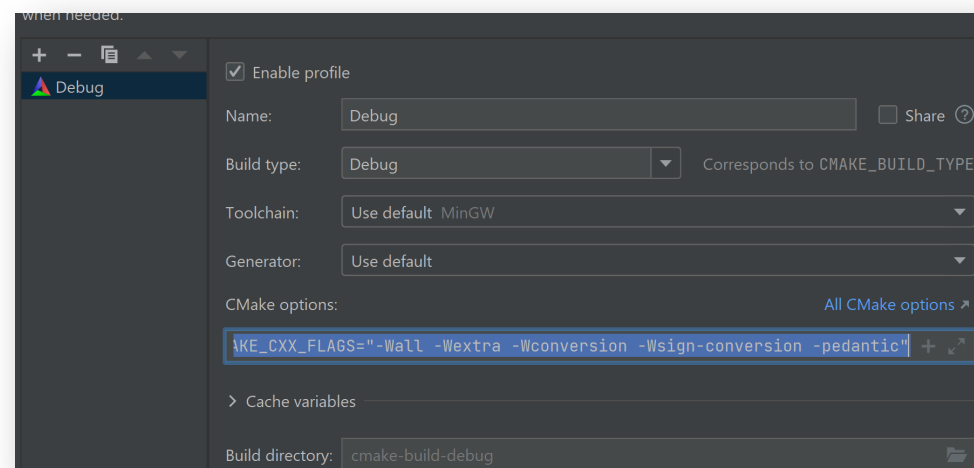 when needed.
Debug
Enable profile
Name: Debug Share ?
Build type: Debug Corresponds to CMAKE_BUILD_TYPE
Toolchain: Use default MinGW
Generator: Use default
CMake options: All CMake options
AKE_CXX_FLAGS="-Wall -Wextra -Wconversion -Wsign-conversion -pedantic"
Cache variables
Build directory: cmake-build-debug